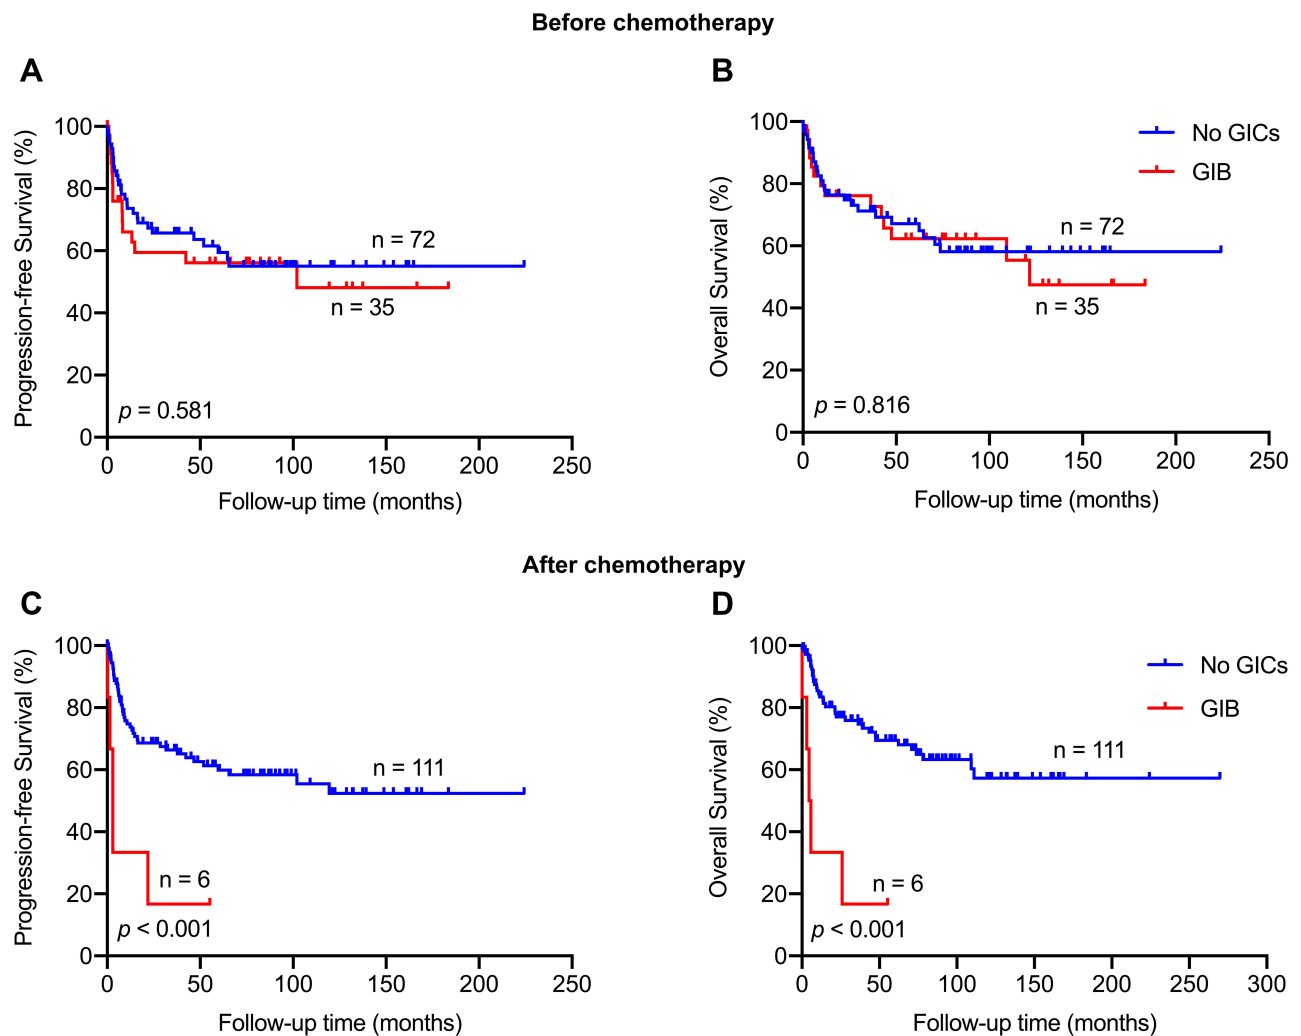 Before chemotherapy
A
Progression-free Survival (%)
100
80
60
40
20
0
n = 72
n = 35
p = 0.581
0 50 100 150 200 250
Follow-up time (months)
B
Overall Survival (%)
100
80
60
40
20
0
No GICs
GIB
n = 72
n = 35
p = 0.816
0 50 100 150 200 250
Follow-up time (months)
After chemotherapy
C
Progression-free Survival (%)
100
80
60
40
20
0
n = 111
n = 6
p < 0.001
0 50 100 150 200 250
Follow-up time (months)
D
Overall Survival (%)
100
80
60
40
20
0
No GICs
GIB
n = 111
n = 6
p < 0.001
0 50 100 150 200 250 300
Follow-up time (months)